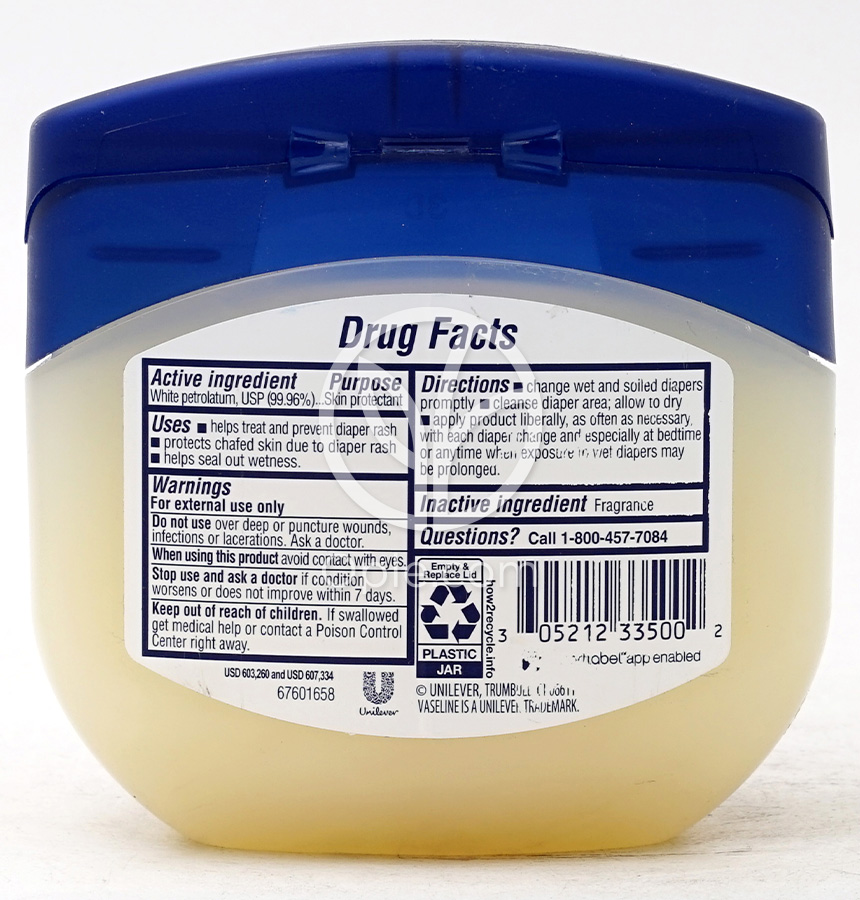 Drug Facts
Active ingredient Purpose
White petrolatum, USP (99.96%)...Skin protectant
Uses ■ helps treat and prevent diaper rash
■ protects chafed skin due to diaper rash
■ helps seal out wetness.
Warnings
For external use only
Do not use over deep or puncture wounds,
infections or lacerations. Ask a doctor.
When using this product avoid contact with eyes.
Stop use and ask a doctor if condition
worsens or does not improve within 7 days.
Keep out of reach of children. If swallowed
get medical help or contact a Poison Control
Center right away.
Directions ■ change wet and soiled diapers
promptly ■ cleanse diaper area; allow to dry
■ apply product liberally, as often as necessary,
with each diaper change and especially at bedtime
or anytime when exposure to wet diapers may
be prolonged.
Inactive ingredient Fragrance
Questions? Call 1-800-457-7084
Empty &
Replace Lid
PLASTIC
JAR
how2recycle.info
3 05212 33500 2
app enabled
USD 603,260 and USD 607,334
67601658
Unilever
© UNILEVER, TRUMBULL CT 06611
VASELINE IS A UNILEVER TRADEMARK.